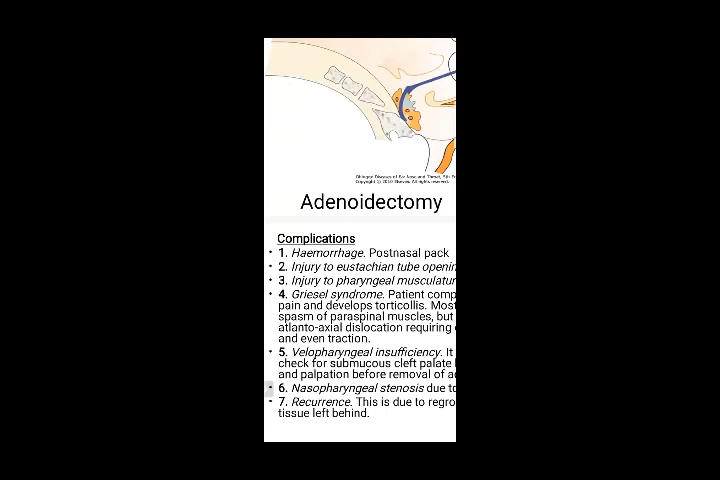 Dhingra: Diseases of Ear, Nose and Throat, 5th
Copyright © 2010 Elsevier. All rights reserved.
Adenoidectomy
Complications
• 1. Haemorrhage. Postnasal pack
• 2. Injury to eustachian tube openin
• 3. Injury to pharyngeal musculatur
• 4. Griesel syndrome. Patient comp
pain and develops torticollis. Most
spasm of paraspinal muscles, but
atlanto-axial dislocation requiring
and even traction.
• 5. Velopharyngeal insufficiency. It
check for submucous cleft palate
and palpation before removal of a
• 6. Nasopharyngeal stenosis due to
• 7. Recurrence. This is due to regro
tissue left behind.